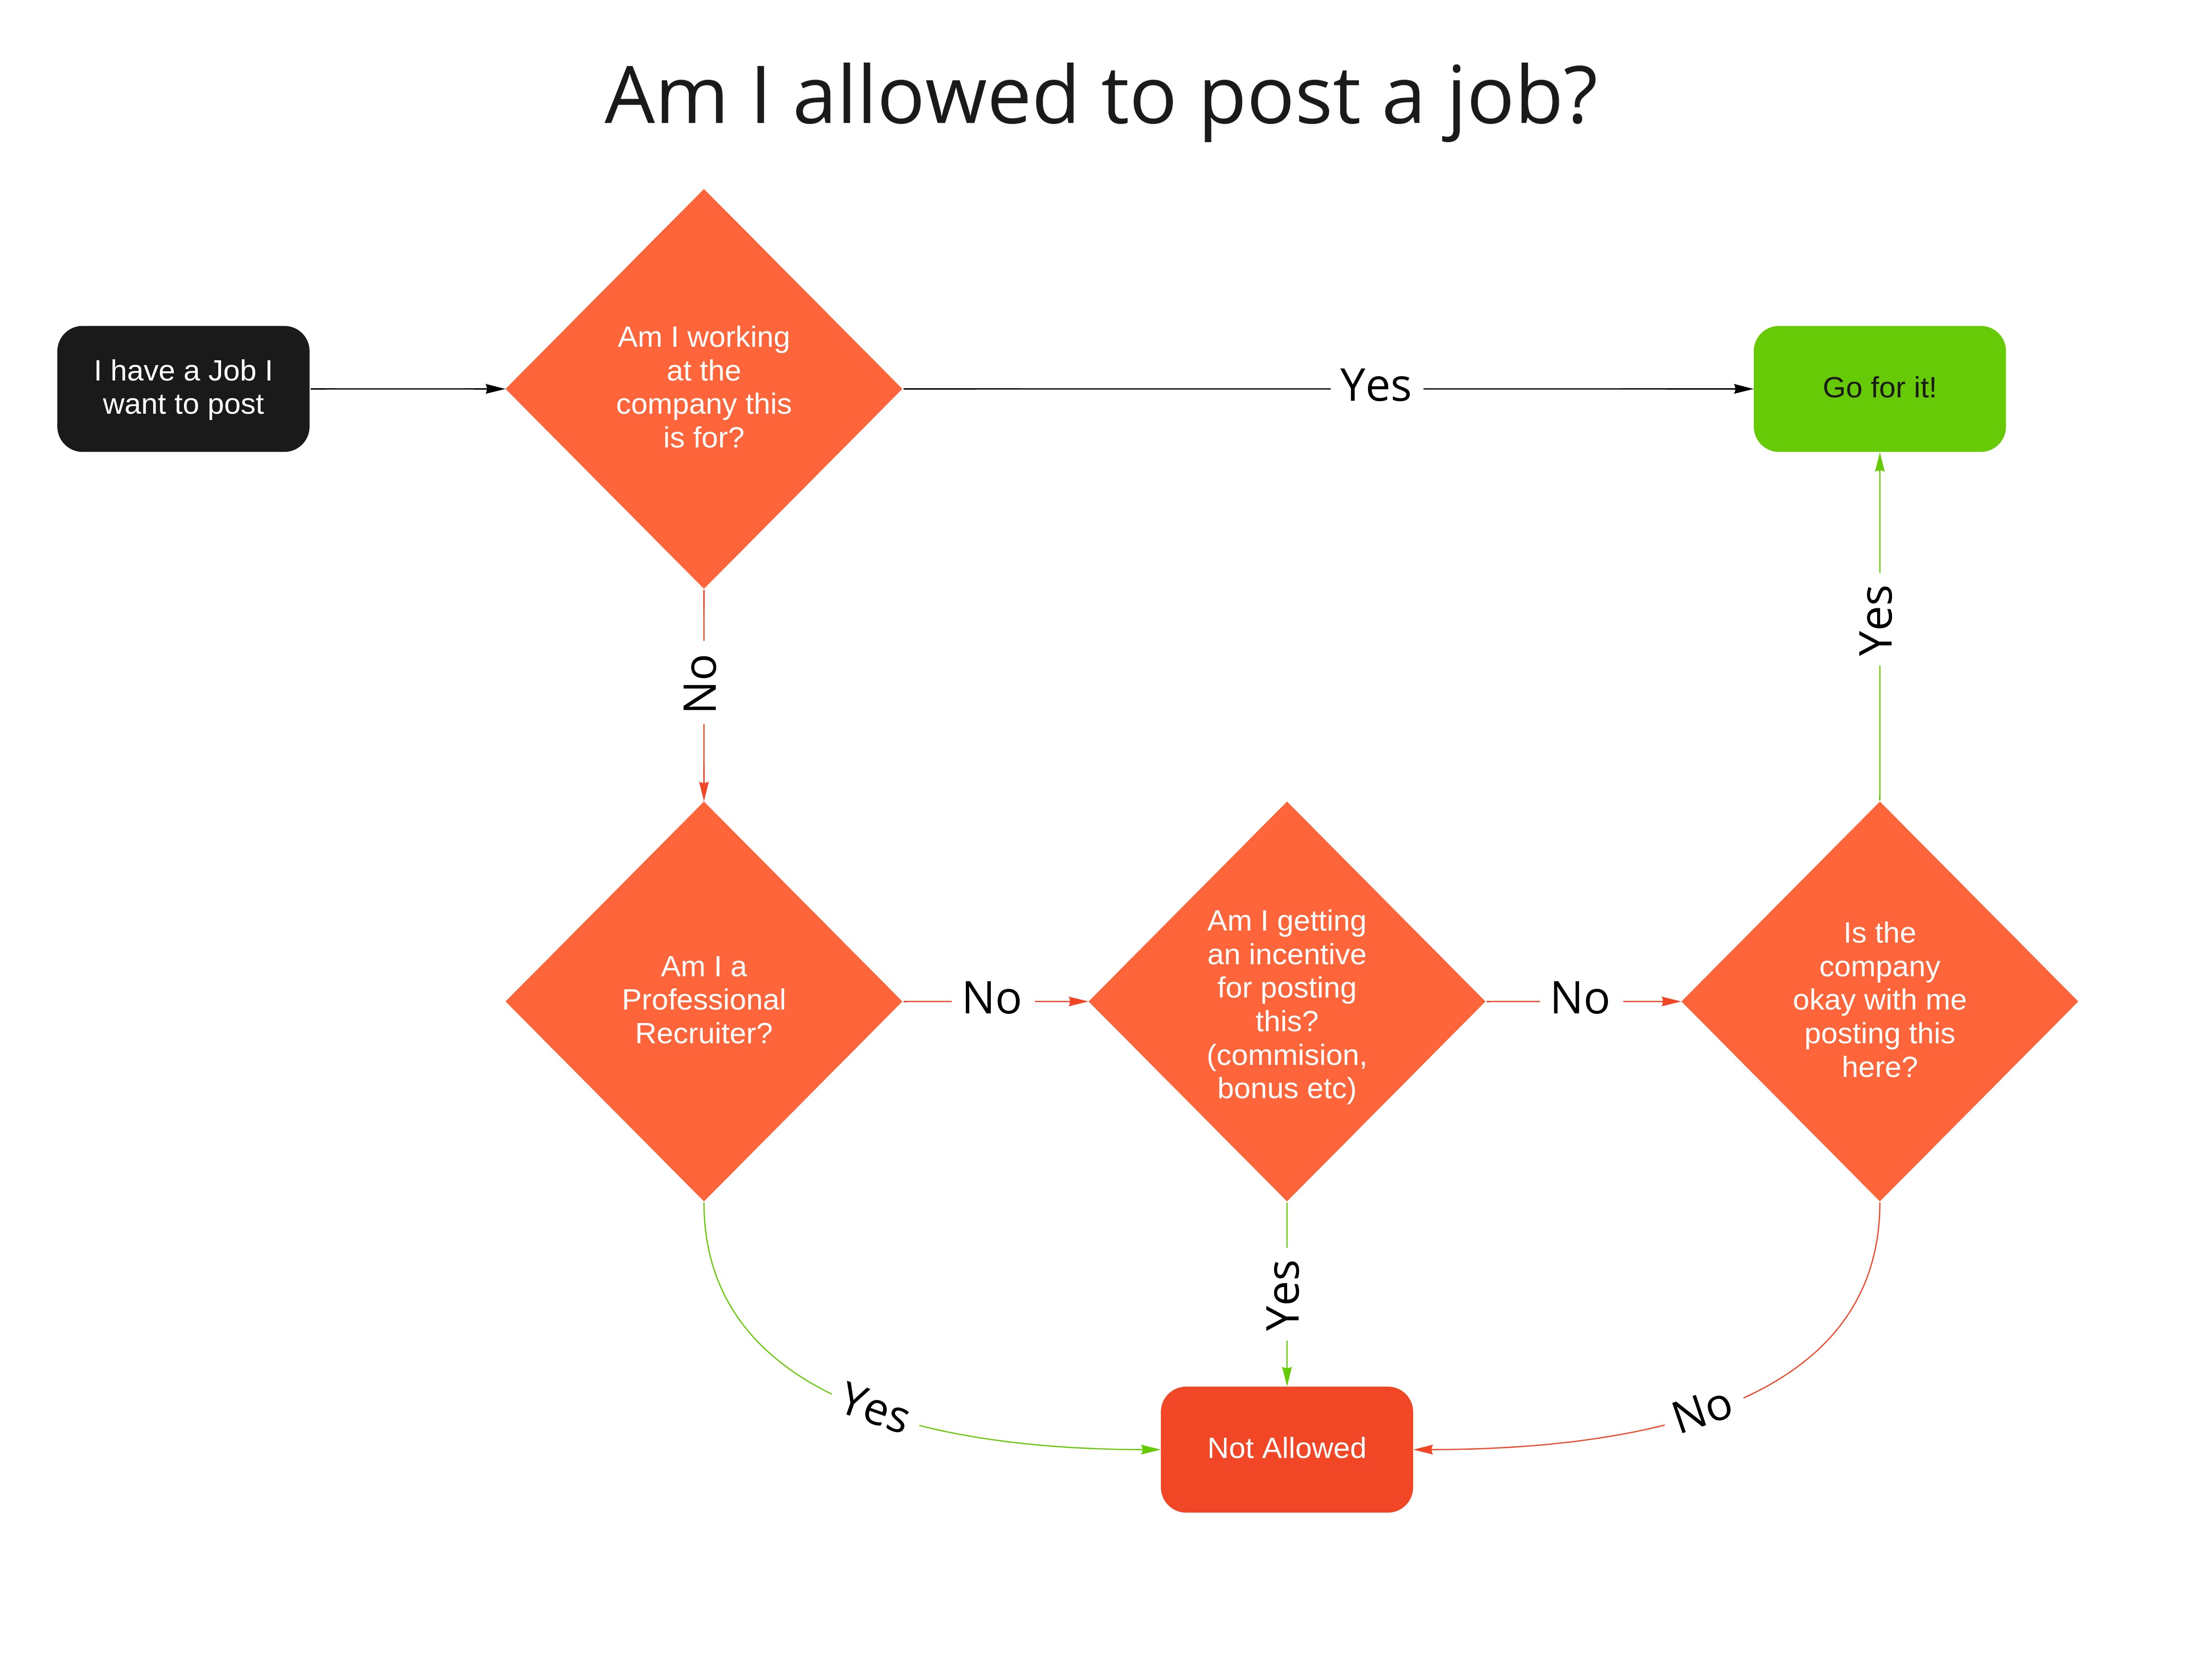 Am I allowed to post a job?
I have a Job I
want to post
Am I working
at the
company this
is for?
Yes
Go for it!
No
Yes
Am I a
Professional
Recruiter?
No
Am I getting
an incentive
for posting
this?
(commision,
bonus etc)
No
Is the
company
okay with me
posting this
here?
Yes
Yes
No
Not Allowed